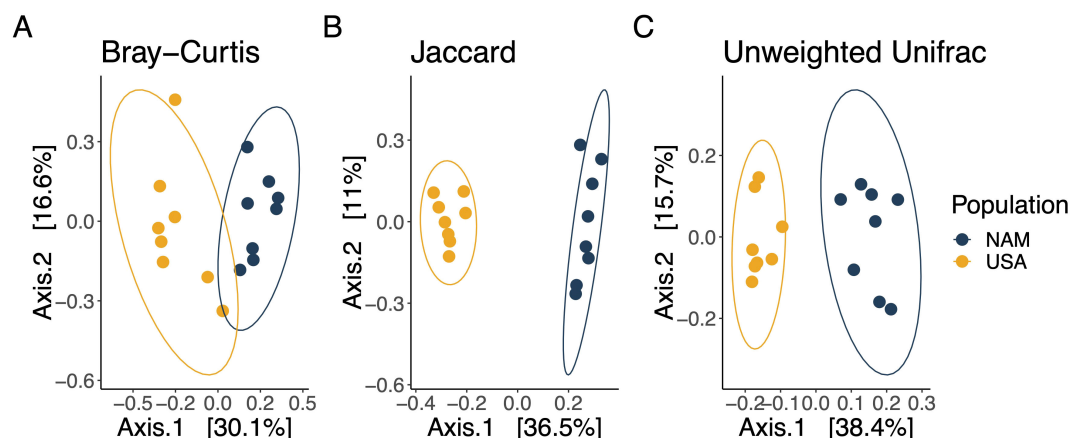 A
Bray−Curtis
Axis.2 [16.6%]
0.3
0.0
−0.3
−0.6
−0.5
−0.2
0.0
0.2
0.5
Axis.1 [30.1%]
B
Jaccard
Axis.2 [11%]
0.3
0.0
−0.3
−0.6
−0.4
−0.2
0.0
0.2
Axis.1 [36.5%]
C
Unweighted Unifrac
Axis.2 [15.7%]
0.2
0.0
−0.2
−0.2
−0.1
0.0
0.1
0.2
0.3
Axis.1 [38.4%]
Population
NAM
USA